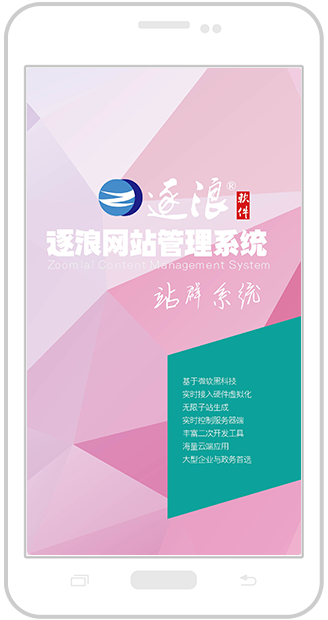 逐浪® 软件
逐浪网站管理系统
Zoomlal Content Management System
站群系统
基于微软黑科技
实时接入硬件虚拟化
无限子站生成
实时控制服务器端
丰富二次开发工具
海量云端应用
大型企业与政务首选